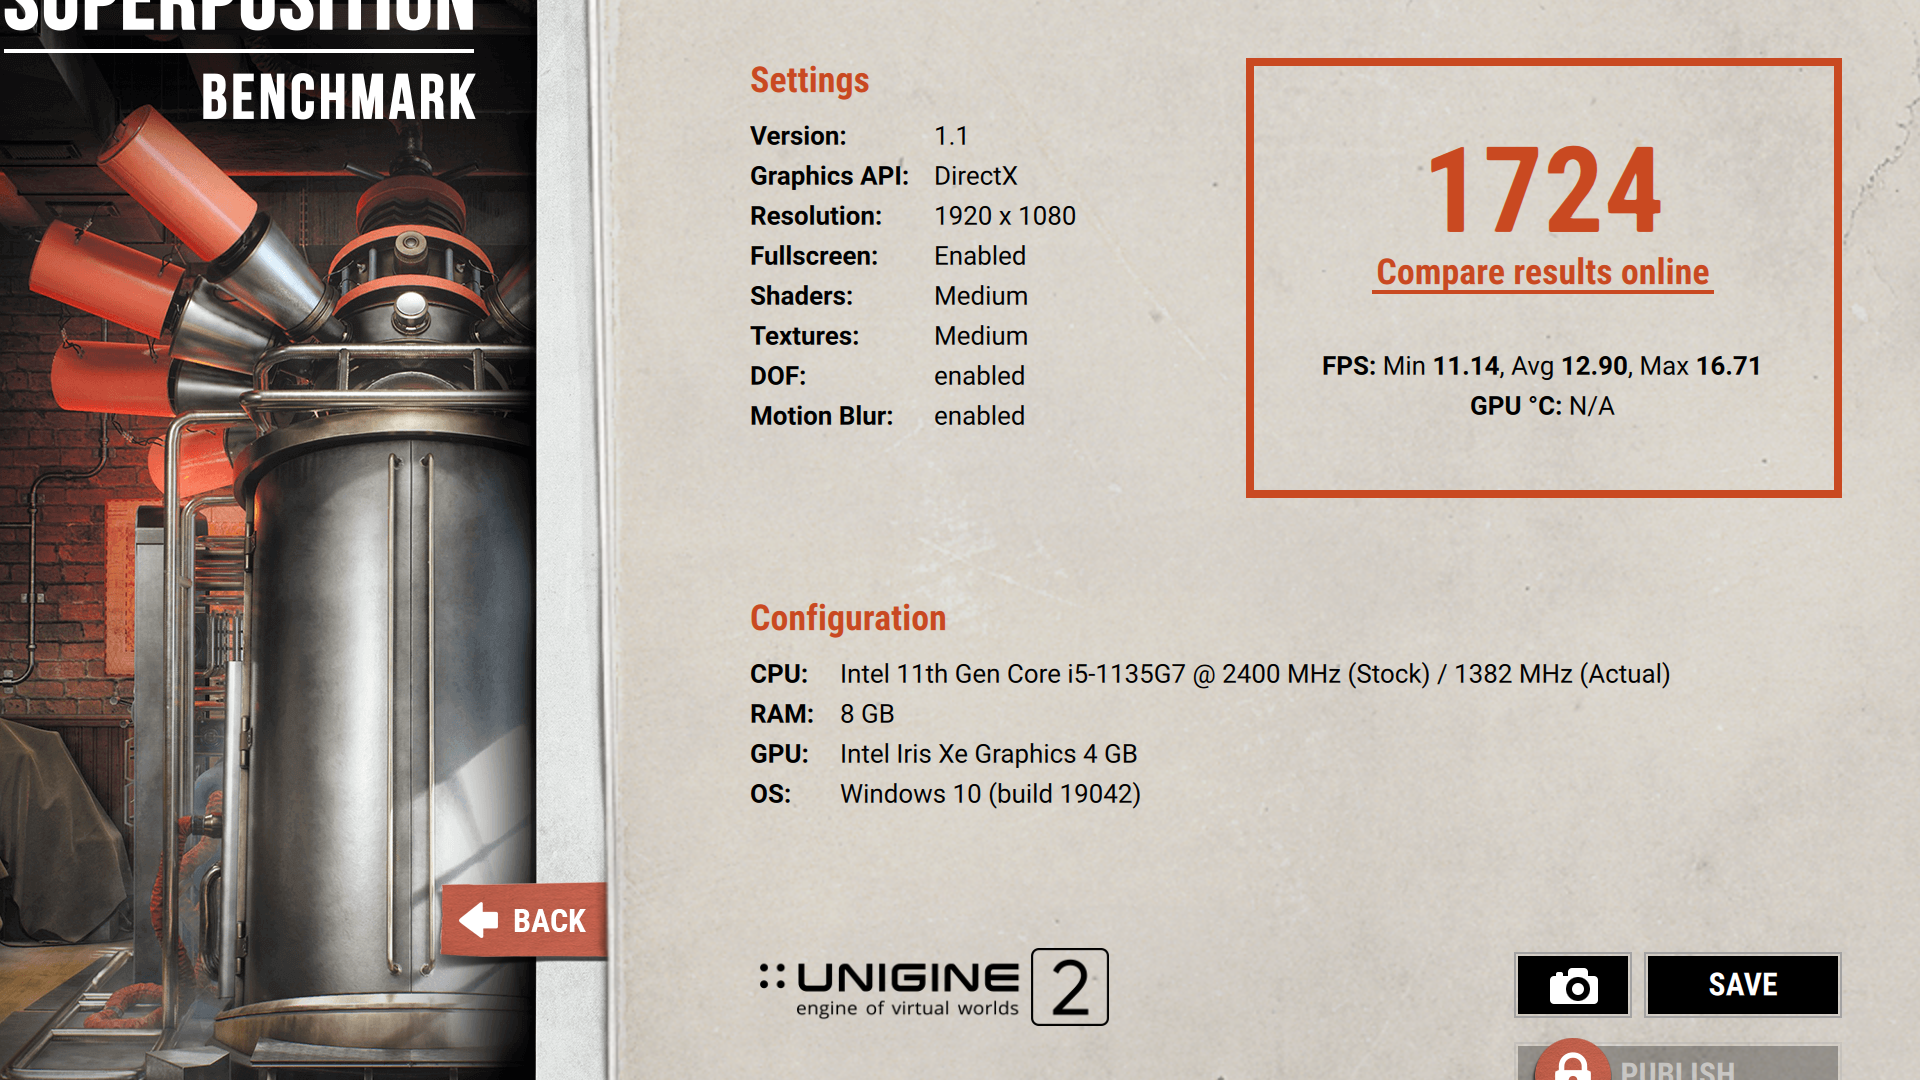 SUPERPOSITION
BENCHMARK
Settings
Version: 1.1
Graphics API: DirectX
Resolution: 1920 x 1080
Fullscreen: Enabled
Shaders: Medium
Textures: Medium
DOF: enabled
Motion Blur: enabled
1724
Compare results online
FPS: Min 11.14, Avg 12.90, Max 16.71
GPU °C: N/A
Configuration
CPU: Intel 11th Gen Core i5-1135G7 @ 2400 MHz (Stock) / 1382 MHz (Actual)
RAM: 8 GB
GPU: Intel Iris Xe Graphics 4 GB
OS: Windows 10 (build 19042)
BACK
UNIGINE 2
engine of virtual worlds
SAVE
PUBLISH